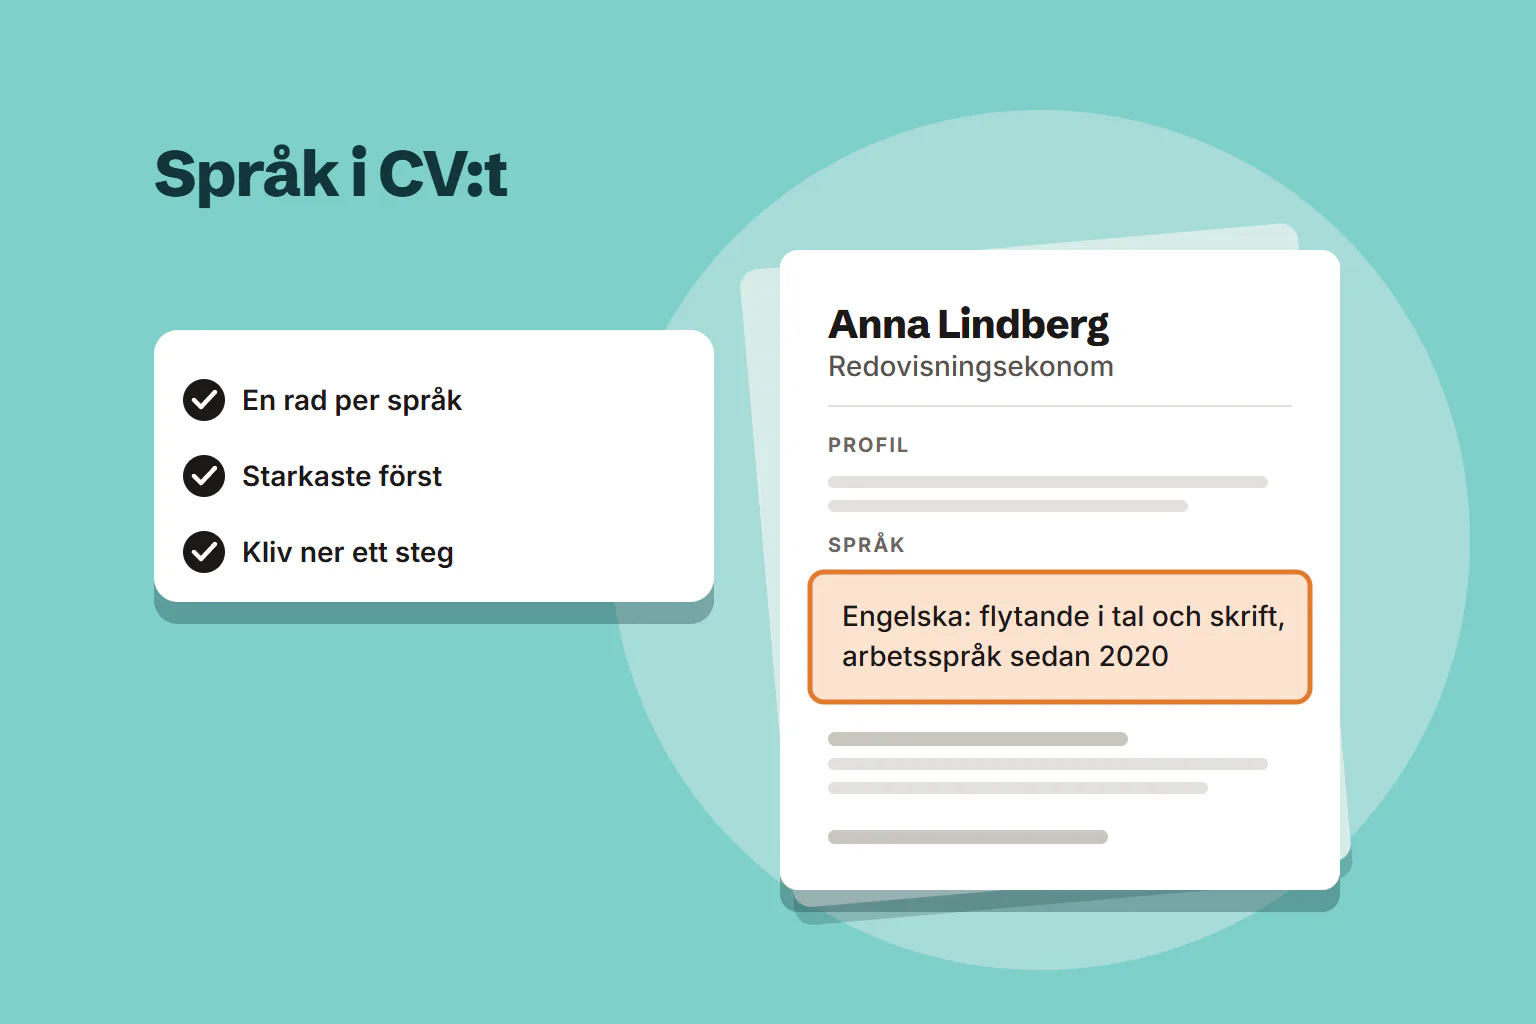 Språk i CV:t
En rad per språk
Starkaste först
Kliv ner ett steg
Anna Lindberg
Redovisningsekonom
PROFIL
SPRÅK
Engelska: flytande i tal och skrift,
arbetsspråk sedan 2020